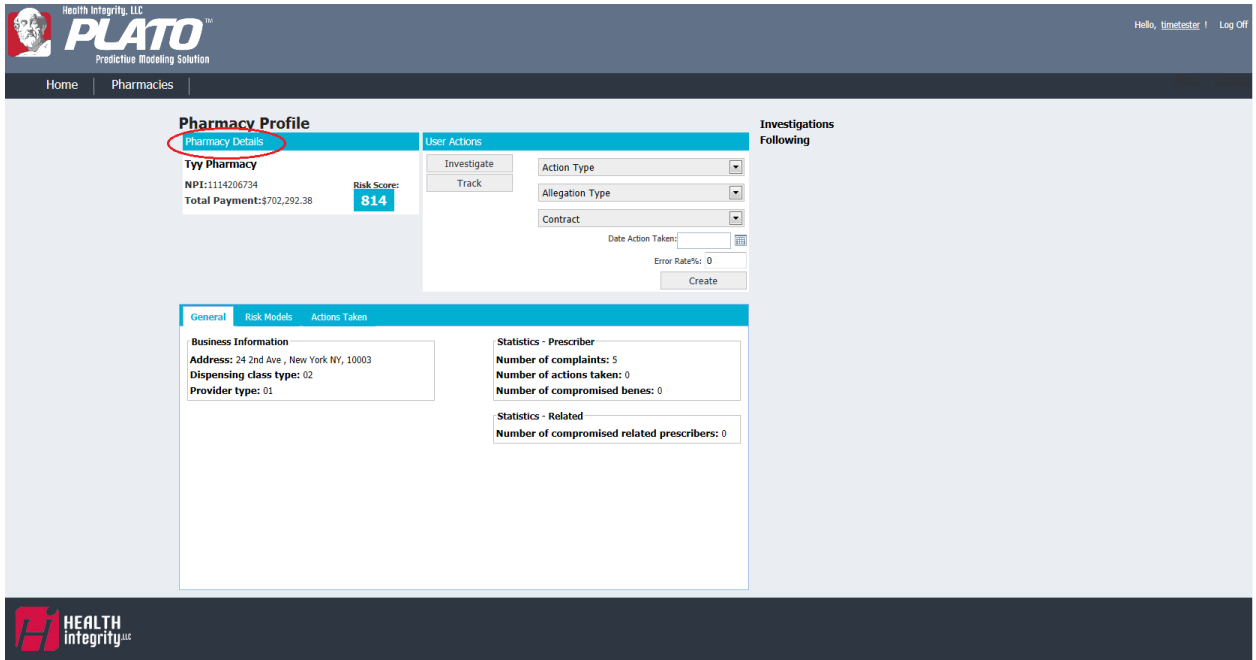 Health Integrity, LLC
PLATO™
Predictive Modeling Solution
Hello, timetester ! Log Off
Home Pharmacies
Pharmacy Profile
Pharmacy Details
Tyy Pharmacy
NPI:1114206734
Total Payment:$702,292.38
Risk Score:
814
User Actions
Investigate
Track
Action Type
Allegation Type
Contract
Date Action Taken:
Error Rate%: 0
Create
Investigations
Following
General Risk Models Actions Taken
Business Information
Address: 24 2nd Ave , New York NY, 10003
Dispensing class type: 02
Provider type: 01
Statistics - Prescriber
Number of complaints: 5
Number of actions taken: 0
Number of compromised benes: 0
Statistics - Related
Number of compromised related prescribers: 0
HEALTH
integrity LLC